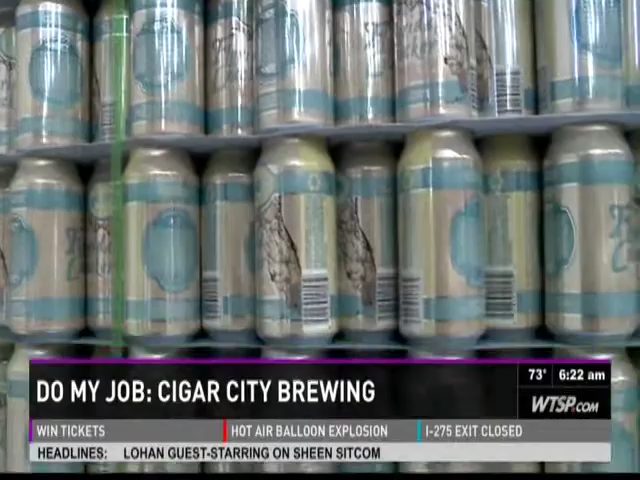 DO MY JOB: CIGAR CITY BREWING
73° 6:22 am
WTSP.COM
WIN TICKETS HOT AIR BALLOON EXPLOSION I-275 EXIT CLOSED
HEADLINES: LOHAN GUEST-STARRING ON SHEEN SITCOM